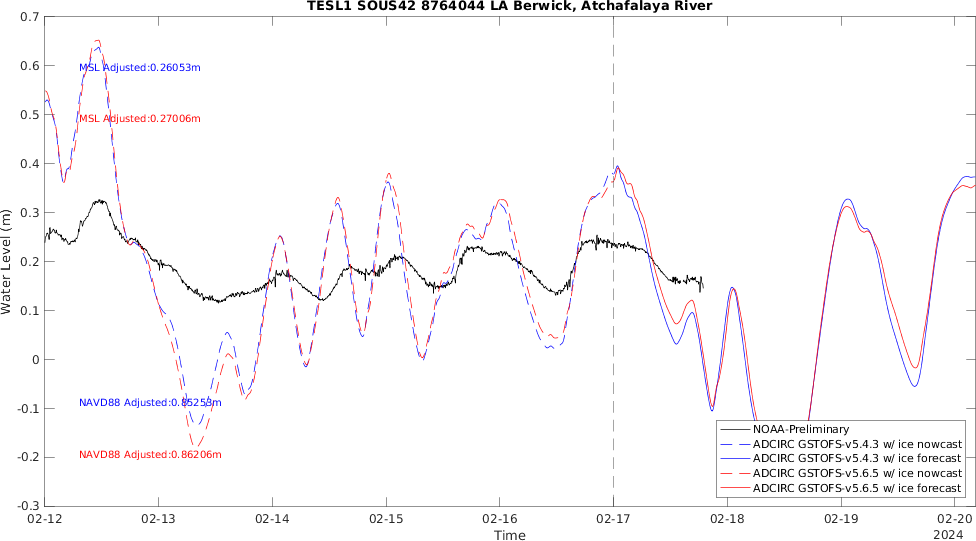 TESL1 SOUS42 8764044 LA Berwick, Atchafalaya River
0.7
0.6
0.5
0.4
0.3
0.2
0.1
0
-0.1
-0.2
-0.3
Water Level (m)
MSL Adjusted:0.26053m
MSL Adjusted:0.27006m
NAVD88 Adjusted:0.85253m
NAVD88 Adjusted:0.86206m
NOAA-Preliminary
ADCIRC GSTOFS-v5.4.3 w/ ice nowcast
ADCIRC GSTOFS-v5.4.3 w/ ice forecast
ADCIRC GSTOFS-v5.6.5 w/ ice nowcast
ADCIRC GSTOFS-v5.6.5 w/ ice forecast
02-12 02-13 02-14 02-15 02-16 02-17 02-18 02-19 02-20
Time
2024